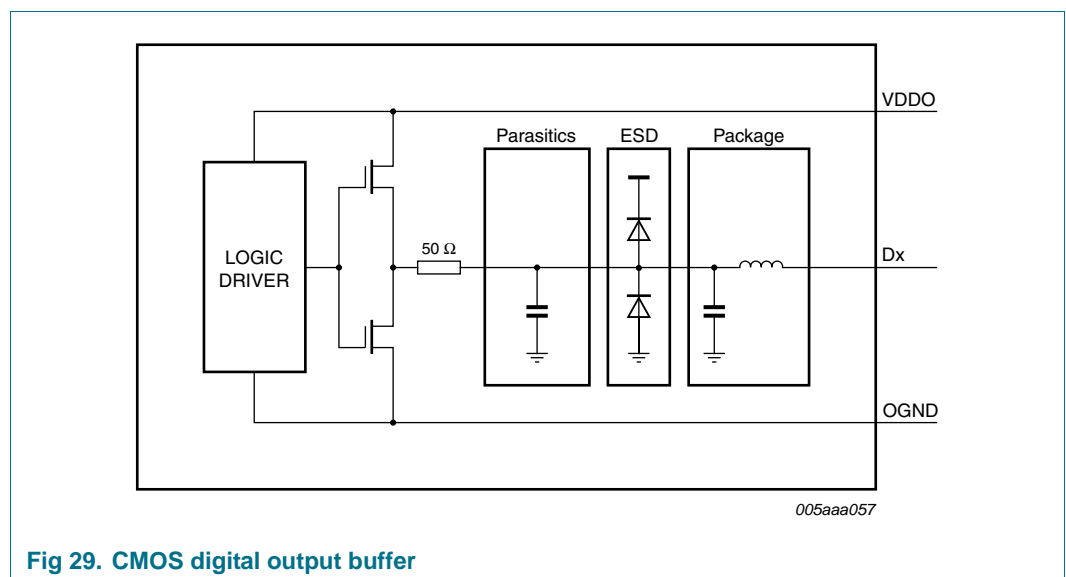 VDDO
Parasitics ESD Package
50 Ω
LOGIC
DRIVER
Dx
OGND
005aaa057
Fig 29. CMOS digital output buffer